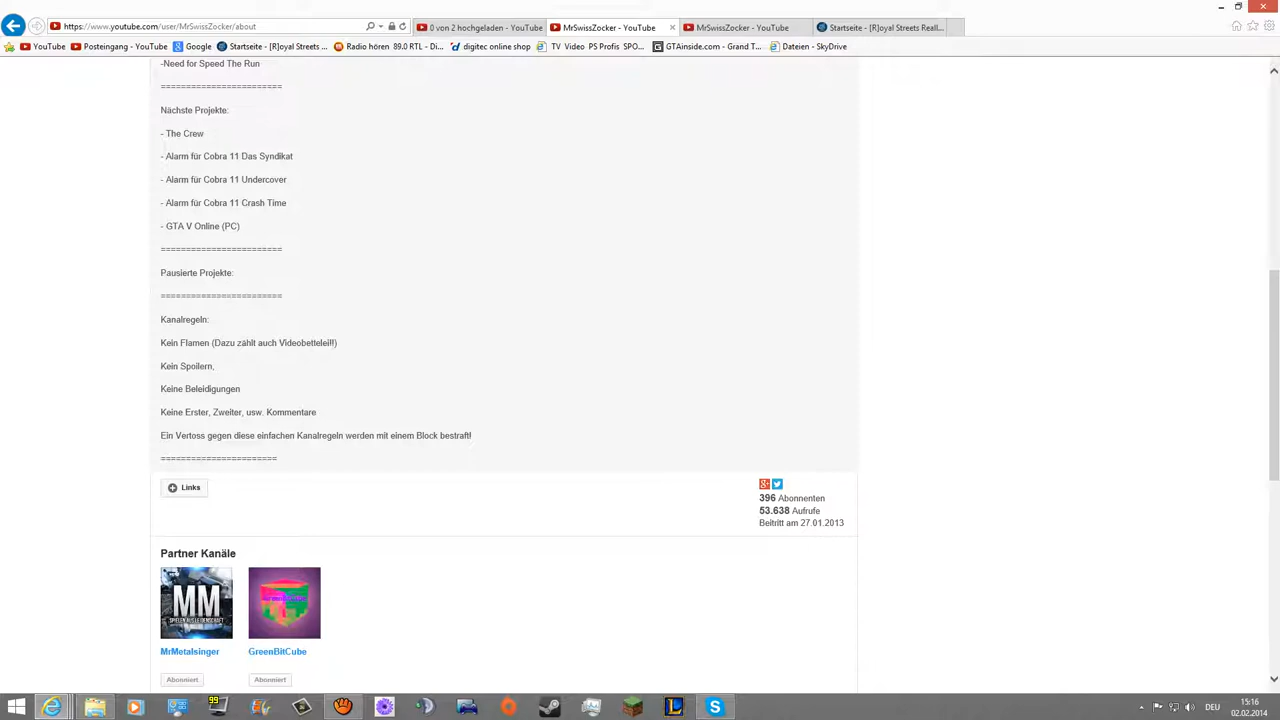 https://www.youtube.com/user/MrSwissZocker/about
0 von 2 hochgeladen - YouTube
MrSwissZocker - YouTube
MrSwissZocker - YouTube
Startseite - [R]oyal Streets Reall...
YouTube
Posteingang - YouTube
Google
Startseite - [R]oyal Streets ...
Radio hören 89.0 RTL - Di...
digitec online shop
TV Video PS Profis SPO...
GTAinside.com - Grand T...
Dateien - SkyDrive
-Need for Speed The Run
========================
Nächste Projekte:
- The Crew
- Alarm für Cobra 11 Das Syndikat
- Alarm für Cobra 11 Undercover
- Alarm für Cobra 11 Crash Time
- GTA V Online (PC)
========================
Pausierte Projekte:
========================
Kanalregeln:
Kein Flamen (Dazu zählt auch Videobettelei!!)
Kein Spoilern,
Keine Beleidigungen
Keine Erster, Zweiter, usw. Kommentare
Ein Vertoss gegen diese einfachen Kanalregeln werden mit einem Block bestraft!
=======================
Links
396 Abonnenten
53.638 Aufrufe
Beitritt am 27.01.2013
Partner Kanäle
MM
SPIELEN AUS LEIDENSCHAFT
MrMetalsinger
GreenBitCube
Abonniert
Abonniert
99
DEU
15:16
02.02.2014